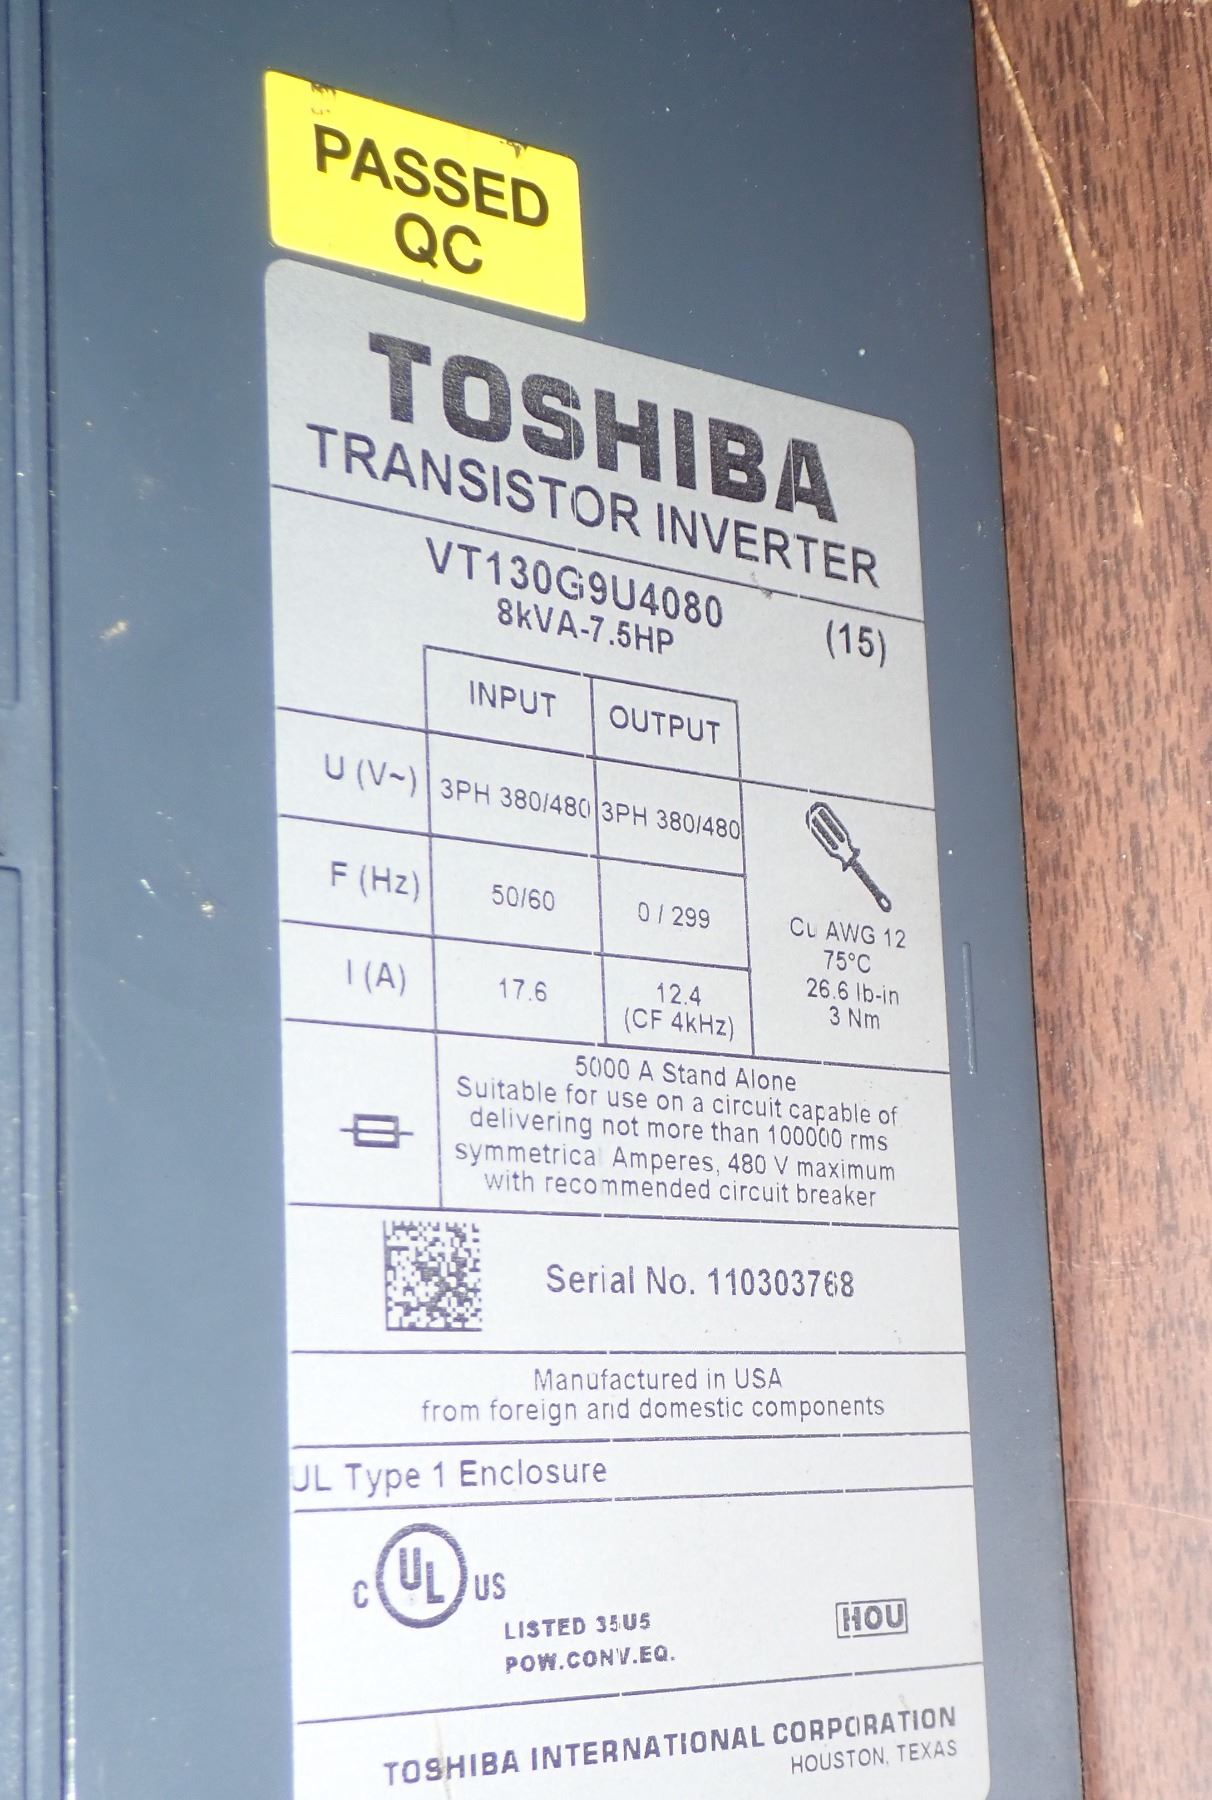 PASSED
QC
TOSHIBA
TRANSISTOR INVERTER
VT130G9U4080 (15)
8kVA-7.5HP
INPUT OUTPUT
U (V~) 3PH 380/480 3PH 380/480
F (Hz) 50/60 0 / 299
I (A) 17.6 12.4
(CF 4kHz)
Cu AWG 12
75°C
26.6 lb-in
3 Nm
5000 A Stand Alone
Suitable for use on a circuit capable of
delivering not more than 100000 rms
symmetrical Amperes, 480 V maximum
with recommended circuit breaker
Serial No. 110303768
Manufactured in USA
from foreign and domestic components
UL Type 1 Enclosure
C UL US
LISTED 35U5
POW.CONV.EQ.
HOU
TOSHIBA INTERNATIONAL CORPORATION
HOUSTON, TEXAS